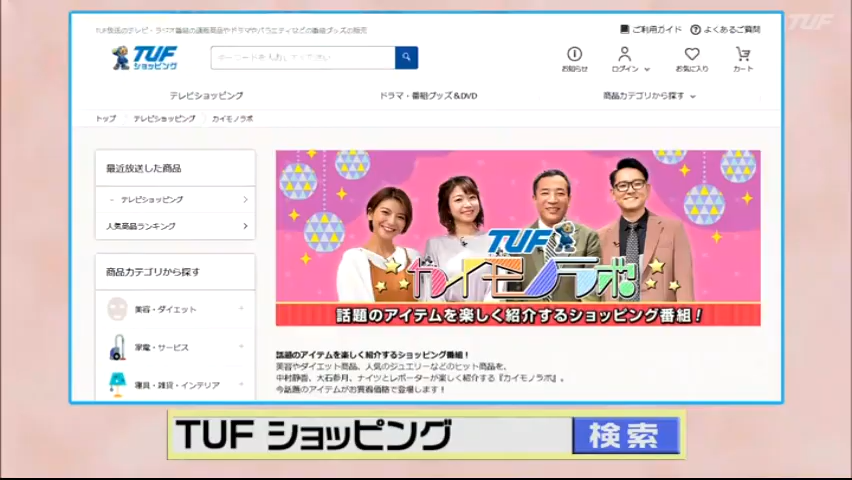 TUF放送のテレビ・ラジオ番組の通販商品やドラマやバラエティなどの番組グッズの販売
ご利用ガイド
よくあるご質問
TUF
TUF
ショッピング
キーワードを入力してください
お知らせ
ログイン
お気に入り
カート
テレビショッピング
ドラマ・番組グッズ&DVD
商品カテゴリから探す
トップ
テレビショッピング
カイモノラボ
最近放送した商品
- テレビショッピング
人気商品ランキング
商品カテゴリから探す
美容・ダイエット
家電・サービス
寝具・雑貨・インテリア
TUF
カイモノラボ!
話題のアイテムを楽しく紹介するショッピング番組!
話題のアイテムを楽しく紹介するショッピング番組!
美容やダイエット商品、人気のジュエリーなどのヒット商品を、
中村静香、大石参月、ナイツとレポーターが楽しく紹介する『カイモノラボ』。
今話題のアイテムがお買得価格で登場します!
TUF ショッピング
検索